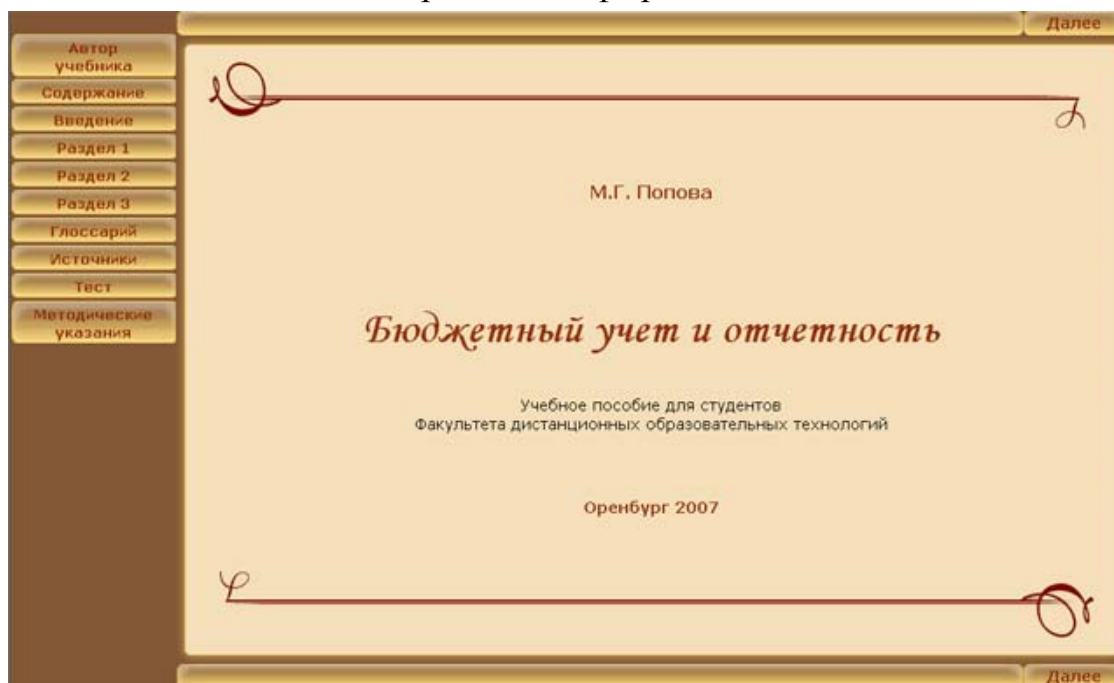 Далее
Автор
учебника
Содержание
Введение
Раздел 1
Раздел 2
Раздел 3
Глоссарий
Источники
Тест
Методические
указания
М.Г. Попова
Бюджетный учет и отчетность
Учебное пособие для студентов
Факультета дистанционных образовательных технологий
Оренбург 2007
Далее